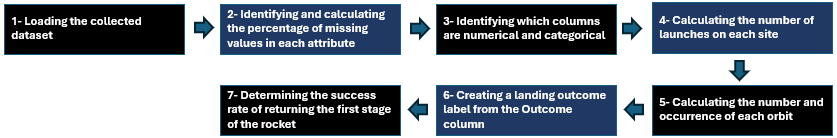 1- Loading the collected
dataset
2- Identifying and calculating
the percentage of missing
values in each attribute
3- Identifying which columns
are numerical and categorical
4- Calculating the number of
launches on each site
5- Calculating the number and
occurrence of each orbit
6- Creating a landing outcome
label from the Outcome
column
7- Determining the success
rate of returning the first stage
of the rocket